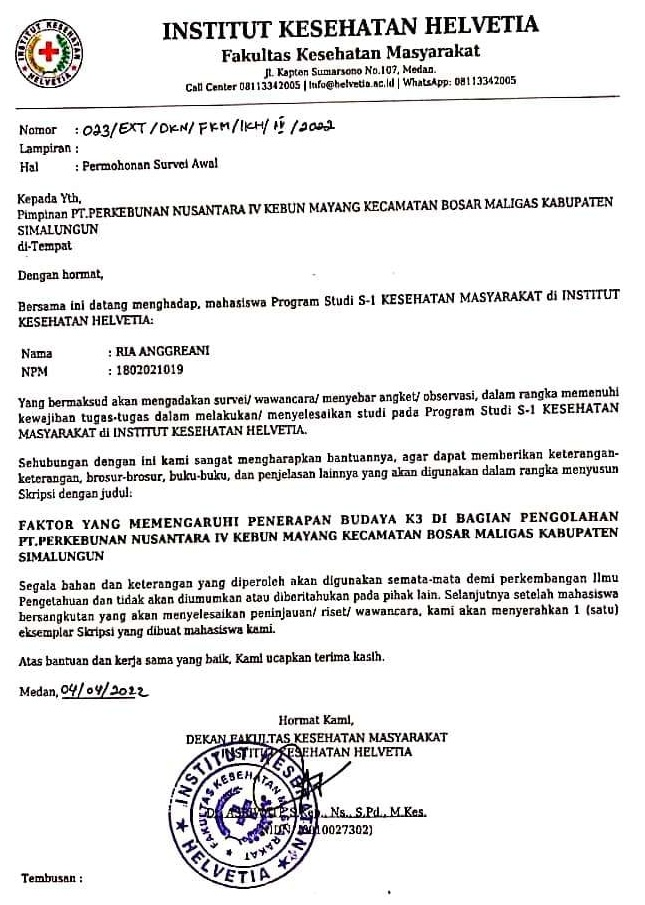 INSTITUT KESEHATAN HELVETIA
Fakultas Kesehatan Masyarakat
Jl. Kapten Sumarsono No.107, Medan.
Call Center 08113342005 | Info@helvetia.ac.id | WhatsApp: 08113342005
Nomor : 023/EXT/DKN/FKM/IKH/IV/2022
Lampiran :
Hal : Permohonan Survei Awal
Kepada Yth,
Pimpinan PT.PERKEBUNAN NUSANTARA IV KEBUN MAYANG KECAMATAN BOSAR MALIGAS KABUPATEN
SIMALUNGUN
di-Tempat
Dengan hormat,
Bersama ini datang menghadap, mahasiswa Program Studi S-1 KESEHATAN MASYARAKAT di INSTITUT
KESEHATAN HELVETIA:
Nama : RIA ANGGREANI
NPM : 1802021019
Yang bermaksud akan mengadakan survei/ wawancara/ menyebar angket/ observasi, dalam rangka memenuhi
kewajiban tugas-tugas dalam melakukan/ menyelesaikan studi pada Program Studi S-1 KESEHATAN
MASYARAKAT di INSTITUT KESEHATAN HELVETIA.
Sehubungan dengan ini kami sangat mengharapkan bantuannya, agar dapat memberikan keterangan-
keterangan, brosur-brosur, buku-buku, dan penjelasan lainnya yang akan digunakan dalam rangka menyusun
Skripsi dengan judul:
FAKTOR YANG MEMENGARUHI PENERAPAN BUDAYA K3 DI BAGIAN PENGOLAHAN
PT.PERKEBUNAN NUSANTARA IV KEBUN MAYANG KECAMATAN BOSAR MALIGAS KABUPATEN
SIMALUNGUN
Segala bahan dan keterangan yang diperoleh akan digunakan semata-mata demi perkembangan Ilmu
Pengetahuan dan tidak akan diumumkan atau diberitahukan pada pihak lain. Selanjutnya setelah mahasiswa
bersangkutan yang akan menyelesaikan peninjauan/ riset/ wawancara, kami akan menyerahkan 1 (satu)
eksemplar Skripsi yang dibuat mahasiswa kami.
Atas bantuan dan kerja sama yang baik, Kami ucapkan terima kasih.
Medan, 04/04/2022
Hormat Kami,
DEKAN FAKULTAS KESEHATAN MASYARAKAT
INSTITUT KESEHATAN HELVETIA
S.Kep., Ns., S.Pd., M.Kes.
INSTITUT KESEHATAN
FAKULTAS KESEHATAN MASYARAKAT
HELVETIA
Tembusan :